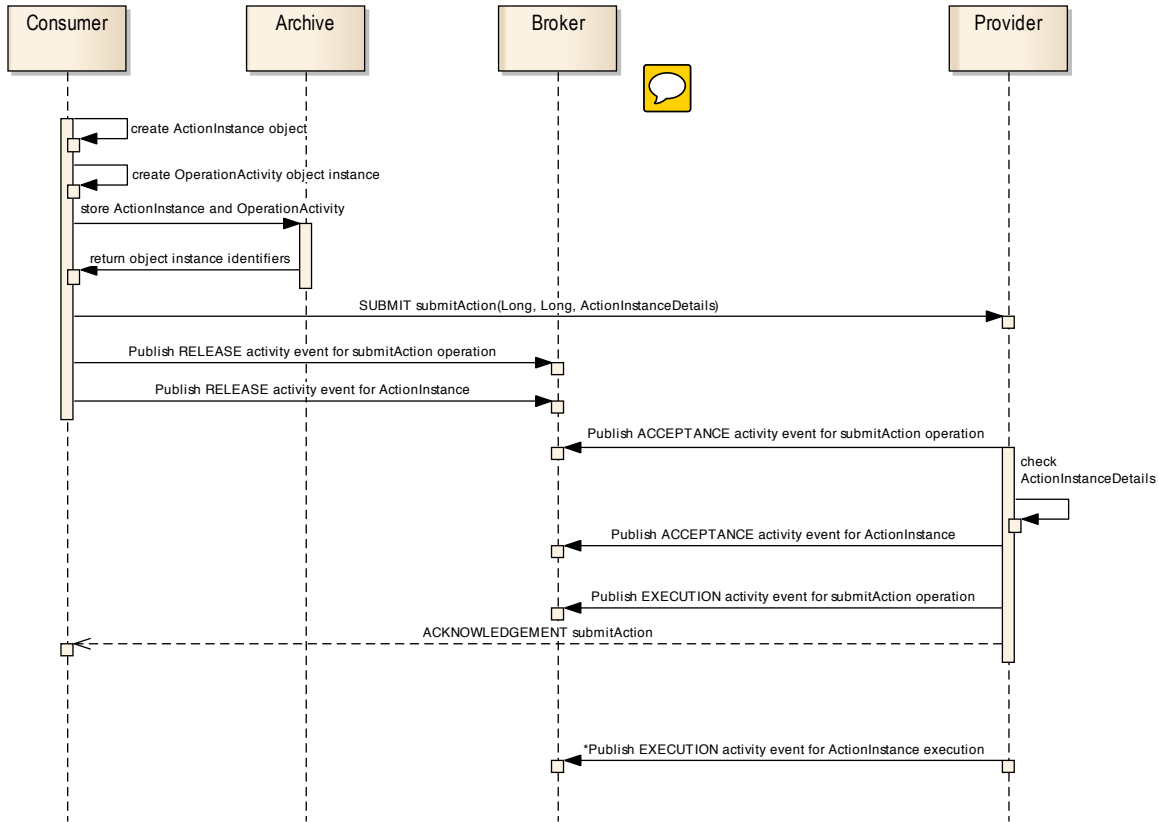 Consumer
Archive
Broker
Provider
create ActionInstance object
create OperationActivity object instance
store ActionInstance and OperationActivity
return object instance identifiers
SUBMIT submitAction(Long, Long, ActionInstanceDetails)
Publish RELEASE activity event for submitAction operation
Publish RELEASE activity event for ActionInstance
Publish ACCEPTANCE activity event for submitAction operation
check
ActionInstanceDetails
Publish ACCEPTANCE activity event for ActionInstance
Publish EXECUTION activity event for submitAction operation
ACKNOWLEDGEMENT submitAction
*Publish EXECUTION activity event for ActionInstance execution